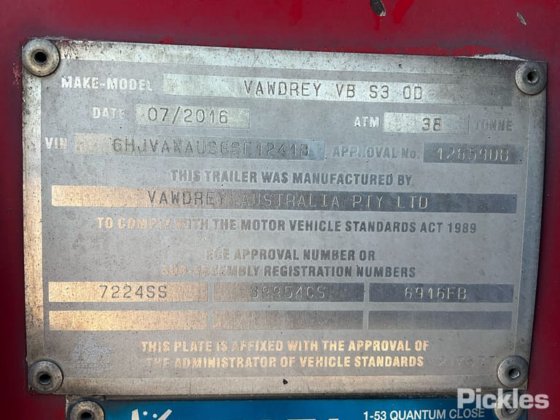 MAKE-MODEL VAWDREY VB S3 OD
DATE 07/2016 ATM 38 TONNE
VIN APPROVAL No.
THIS TRAILER WAS MANUFACTURED BY
VAWDREY AUSTRALIA PTY LTD
TO COMPLY WITH THE MOTOR VEHICLE STANDARDS ACT 1989
RGE APPROVAL NUMBER OR
SUB-ASSEMBLY REGISTRATION NUMBERS
7224SS 6916EB
THIS PLATE IS AFFIXED WITH THE APPROVAL OF
THE ADMINISTRATOR OF VEHICLE STANDARDS
1-53 QUANTUM CLOSE
Pickles